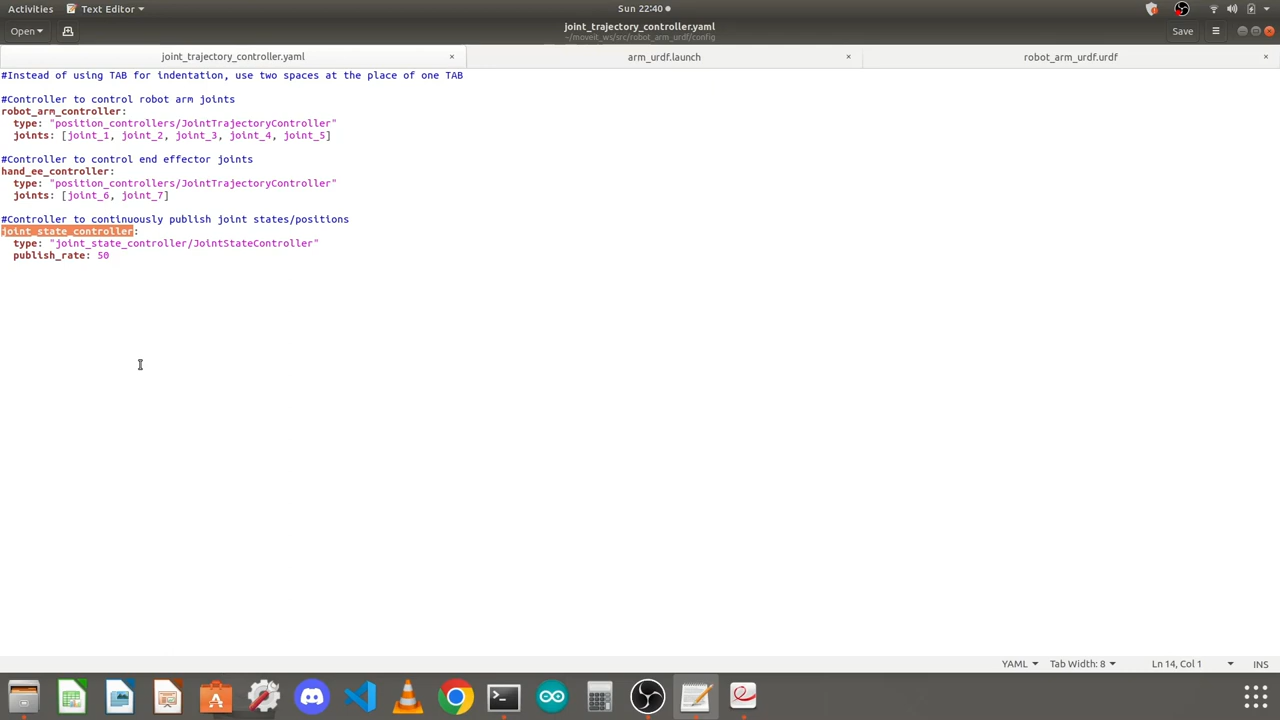 Activities
Text Editor
Sun 22:40
Open
joint_trajectory_controller.yaml
~/moveit_ws/src/robot_arm_urdf/config
Save
joint_trajectory_controller.yaml
arm_urdf.launch
robot_arm_urdf.urdf
#Instead of using TAB for indentation, use two spaces at the place of one TAB
#Controller to control robot arm joints
robot_arm_controller:
  type: "position_controllers/JointTrajectoryController"
  joints: [joint_1, joint_2, joint_3, joint_4, joint_5]
#Controller to control end effector joints
hand_ee_controller:
  type: "position_controllers/JointTrajectoryController"
  joints: [joint_6, joint_7]
#Controller to continuously publish joint states/positions
joint_state_controller:
  type: "joint_state_controller/JointStateController"
  publish_rate: 50
YAML
Tab Width: 8
Ln 14, Col 1
INS